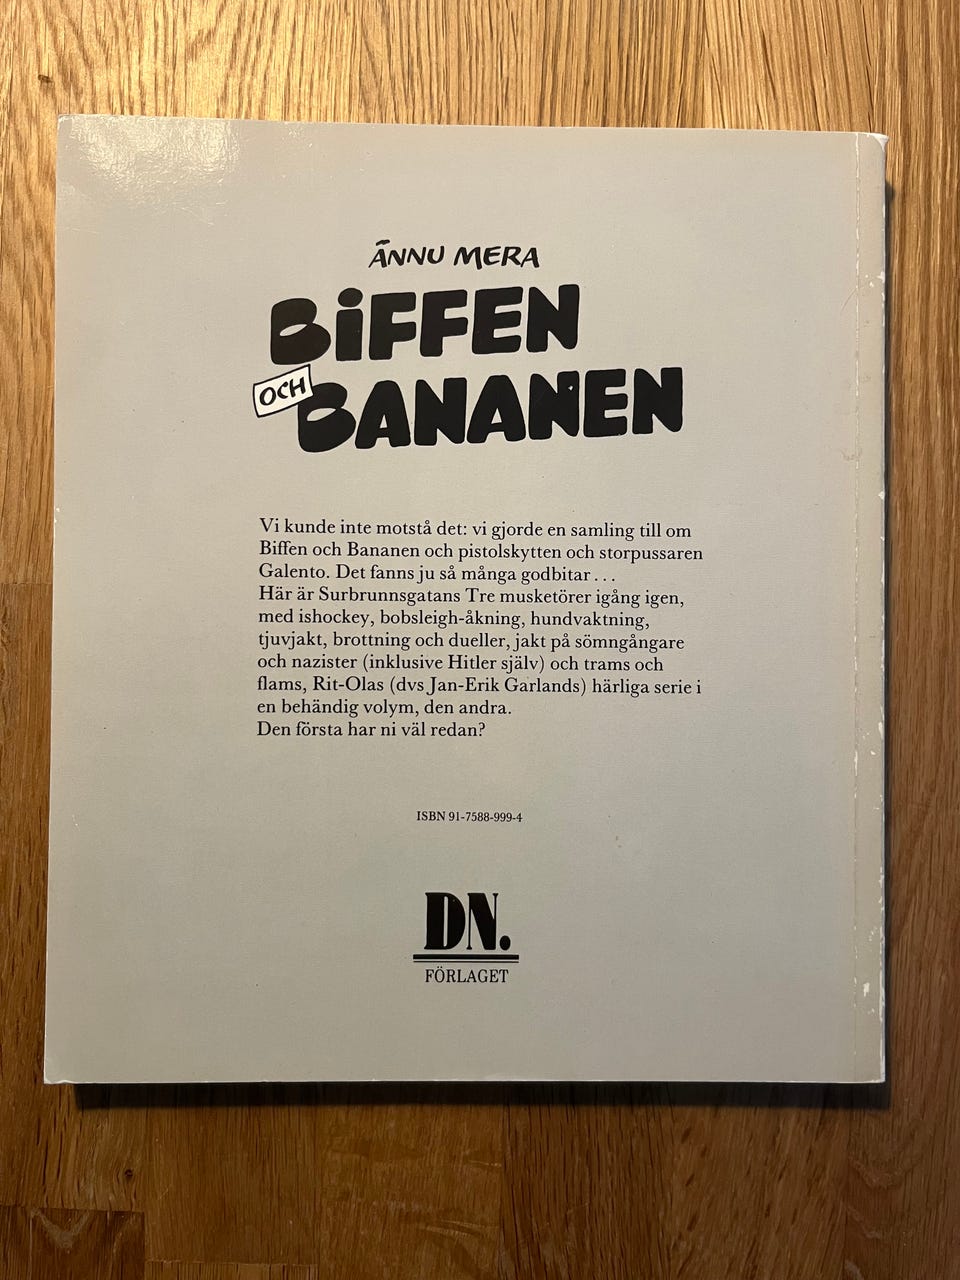 ÄNNU MERA
BIFFEN
OCH
BANANEN
Vi kunde inte motstå det: vi gjorde en samling till om
Biffen och Bananen och pistolskytten och storpussaren
Galento. Det fanns ju så många godbitar . . .
Här är Surbrunnsgatans Tre musketörer igång igen,
med ishockey, bobsleigh-åkning, hundvaktning,
tjuvjakt, brottning och dueller, jakt på sömngångare
och nazister (inklusive Hitler själv) och trams och
flams, Rit-Olas (dvs Jan-Erik Garlands) härliga serie i
en behändig volym, den andra.
Den första har ni väl redan?
ISBN 91-7588-999-4
DN.
FÖRLAGET